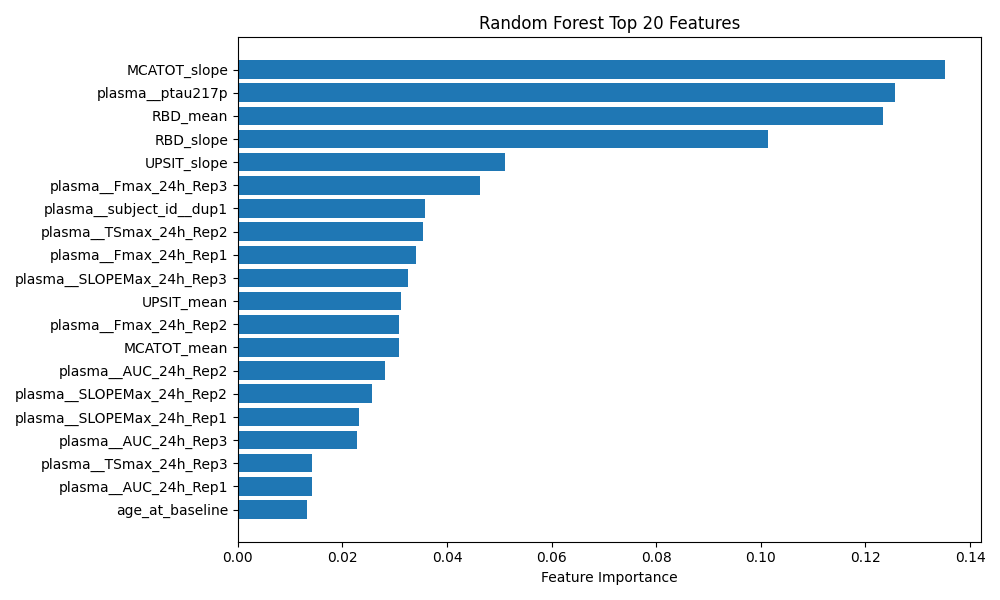 Random Forest Top 20 Features
MCATOT_slope
plasma__ptau217p
RBD_mean
RBD_slope
UPSIT_slope
plasma__Fmax_24h_Rep3
plasma__subject_id__dup1
plasma__TSmax_24h_Rep2
plasma__Fmax_24h_Rep1
plasma__SLOPEMax_24h_Rep3
UPSIT_mean
plasma__Fmax_24h_Rep2
MCATOT_mean
plasma__AUC_24h_Rep2
plasma__SLOPEMax_24h_Rep2
plasma__SLOPEMax_24h_Rep1
plasma__AUC_24h_Rep3
plasma__TSmax_24h_Rep3
plasma__AUC_24h_Rep1
age_at_baseline
0.00 0.02 0.04 0.06 0.08 0.10 0.12 0.14
Feature Importance